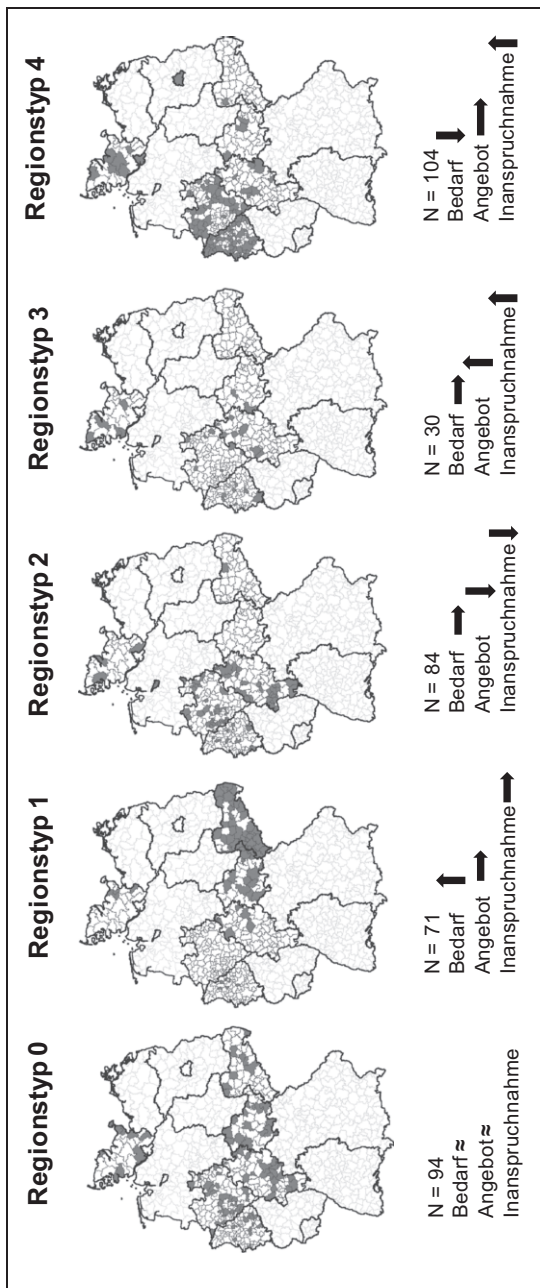 Regionstyp 0
N = 94
Bedarf ≈
Angebot ≈
Inanspruchnahme
Regionstyp 1
N = 71
Bedarf
Angebot
Inanspruchnahme
Regionstyp 2
N = 84
Bedarf
Angebot
Inanspruchnahme
Regionstyp 3
N = 30
Bedarf
Angebot
Inanspruchnahme
Regionstyp 4
N = 104
Bedarf
Angebot
Inanspruchnahme